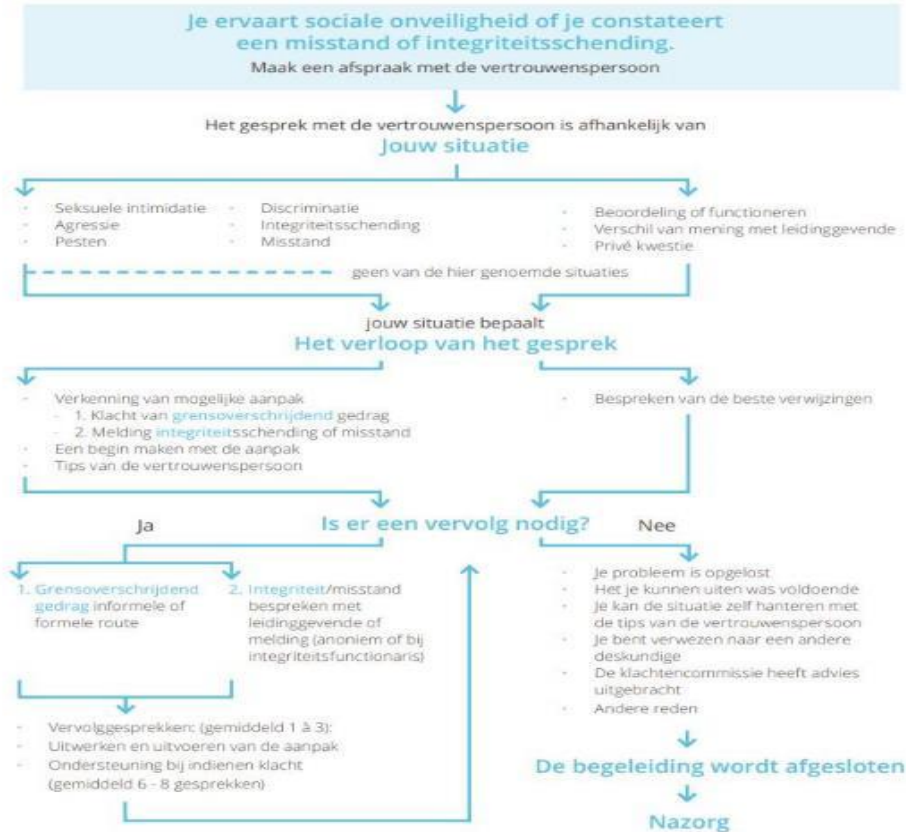 Je ervaart sociale onveiligheid of je constateert
een misstand of integriteitsschending.
Maak een afspraak met de vertrouwenspersoon
Het gesprek met de vertrouwenspersoon is afhankelijk van
Jouw situatie
- Seksuele intimidatie
- Agressie
- Pesten
- Discriminatie
- Integriteitsschending
- Misstand
- Beoordeling of functioneren
- Verschil van mening met leidinggevende
- Privé kwestie
geen van de hier genoemde situaties
jouw situatie bepaalt
Het verloop van het gesprek
- Verkenning van mogelijke aanpak
- 1. Klacht van grensoverschrijdend gedrag
- 2. Melding integriteitsschending of misstand
- Een begin maken met de aanpak
- Tips van de vertrouwenspersoon
- Bespreken van de beste verwijzingen
Is er een vervolg nodig?
Ja
Nee
1. Grensoverschrijdend
gedrag informele of
formele route
2. Integriteit/misstand
bespreken met
leidinggevende of
melding (anoniem of bij
integriteitsfunctionaris)
- Vervolggesprekken: (gemiddeld 1 à 3):
- Uitwerken en uitvoeren van de aanpak
- Ondersteuning bij indienen klacht
(gemiddeld 6 - 8 gesprekken)
- Je probleem is opgelost
- Het je kunnen uiten was voldoende
- Je kan de situatie zelf hanteren met
de tips van de vertrouwenspersoon
- Je bent verwezen naar een andere
deskundige
- De klachtencommissie heeft advies
uitgebracht
- Andere reden
De begeleiding wordt afgesloten
Nazorg